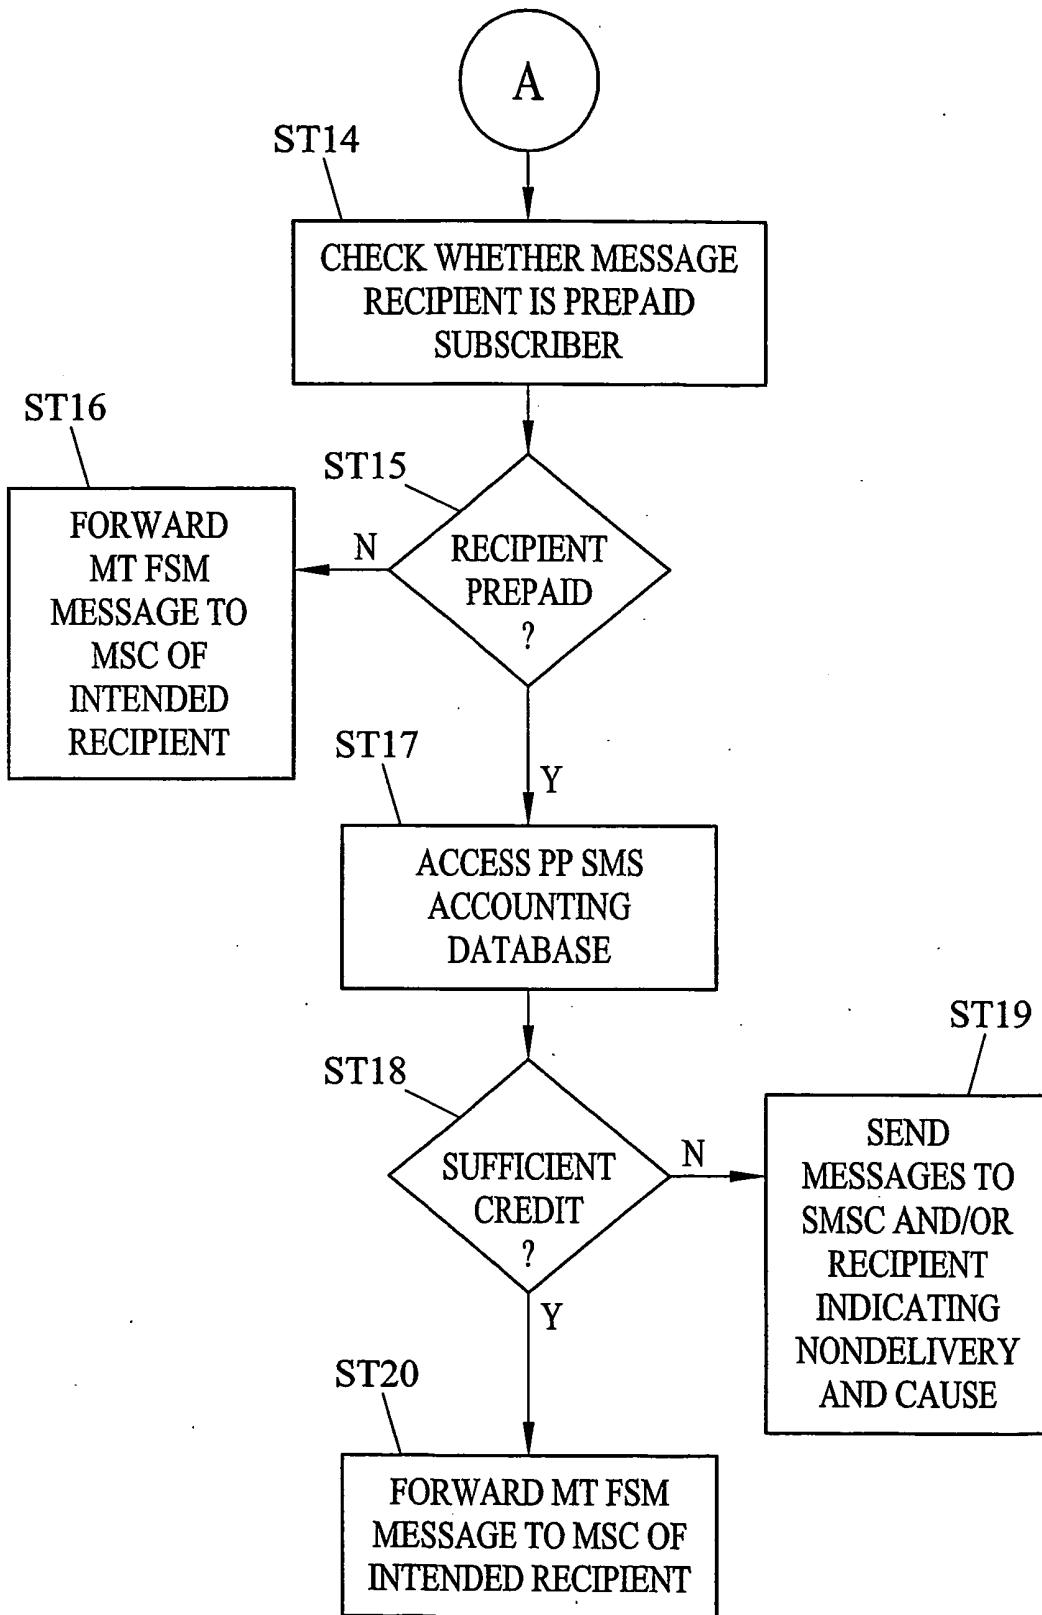 A
ST14
CHECK WHETHER MESSAGE
RECIPIENT IS PREPAID
SUBSCRIBER
ST16
FORWARD
MT FSM
MESSAGE TO
MSC OF
INTENDED
RECIPIENT
ST15
N
RECIPIENT
PREPAID
?
Y
ST17
ACCESS PP SMS
ACCOUNTING
DATABASE
ST18
SUFFICIENT
CREDIT
?
N
ST19
SEND
MESSAGES TO
SMSC AND/OR
RECIPIENT
INDICATING
NONDELIVERY
AND CAUSE
Y
ST20
FORWARD MT FSM
MESSAGE TO MSC OF
INTENDED RECIPIENT